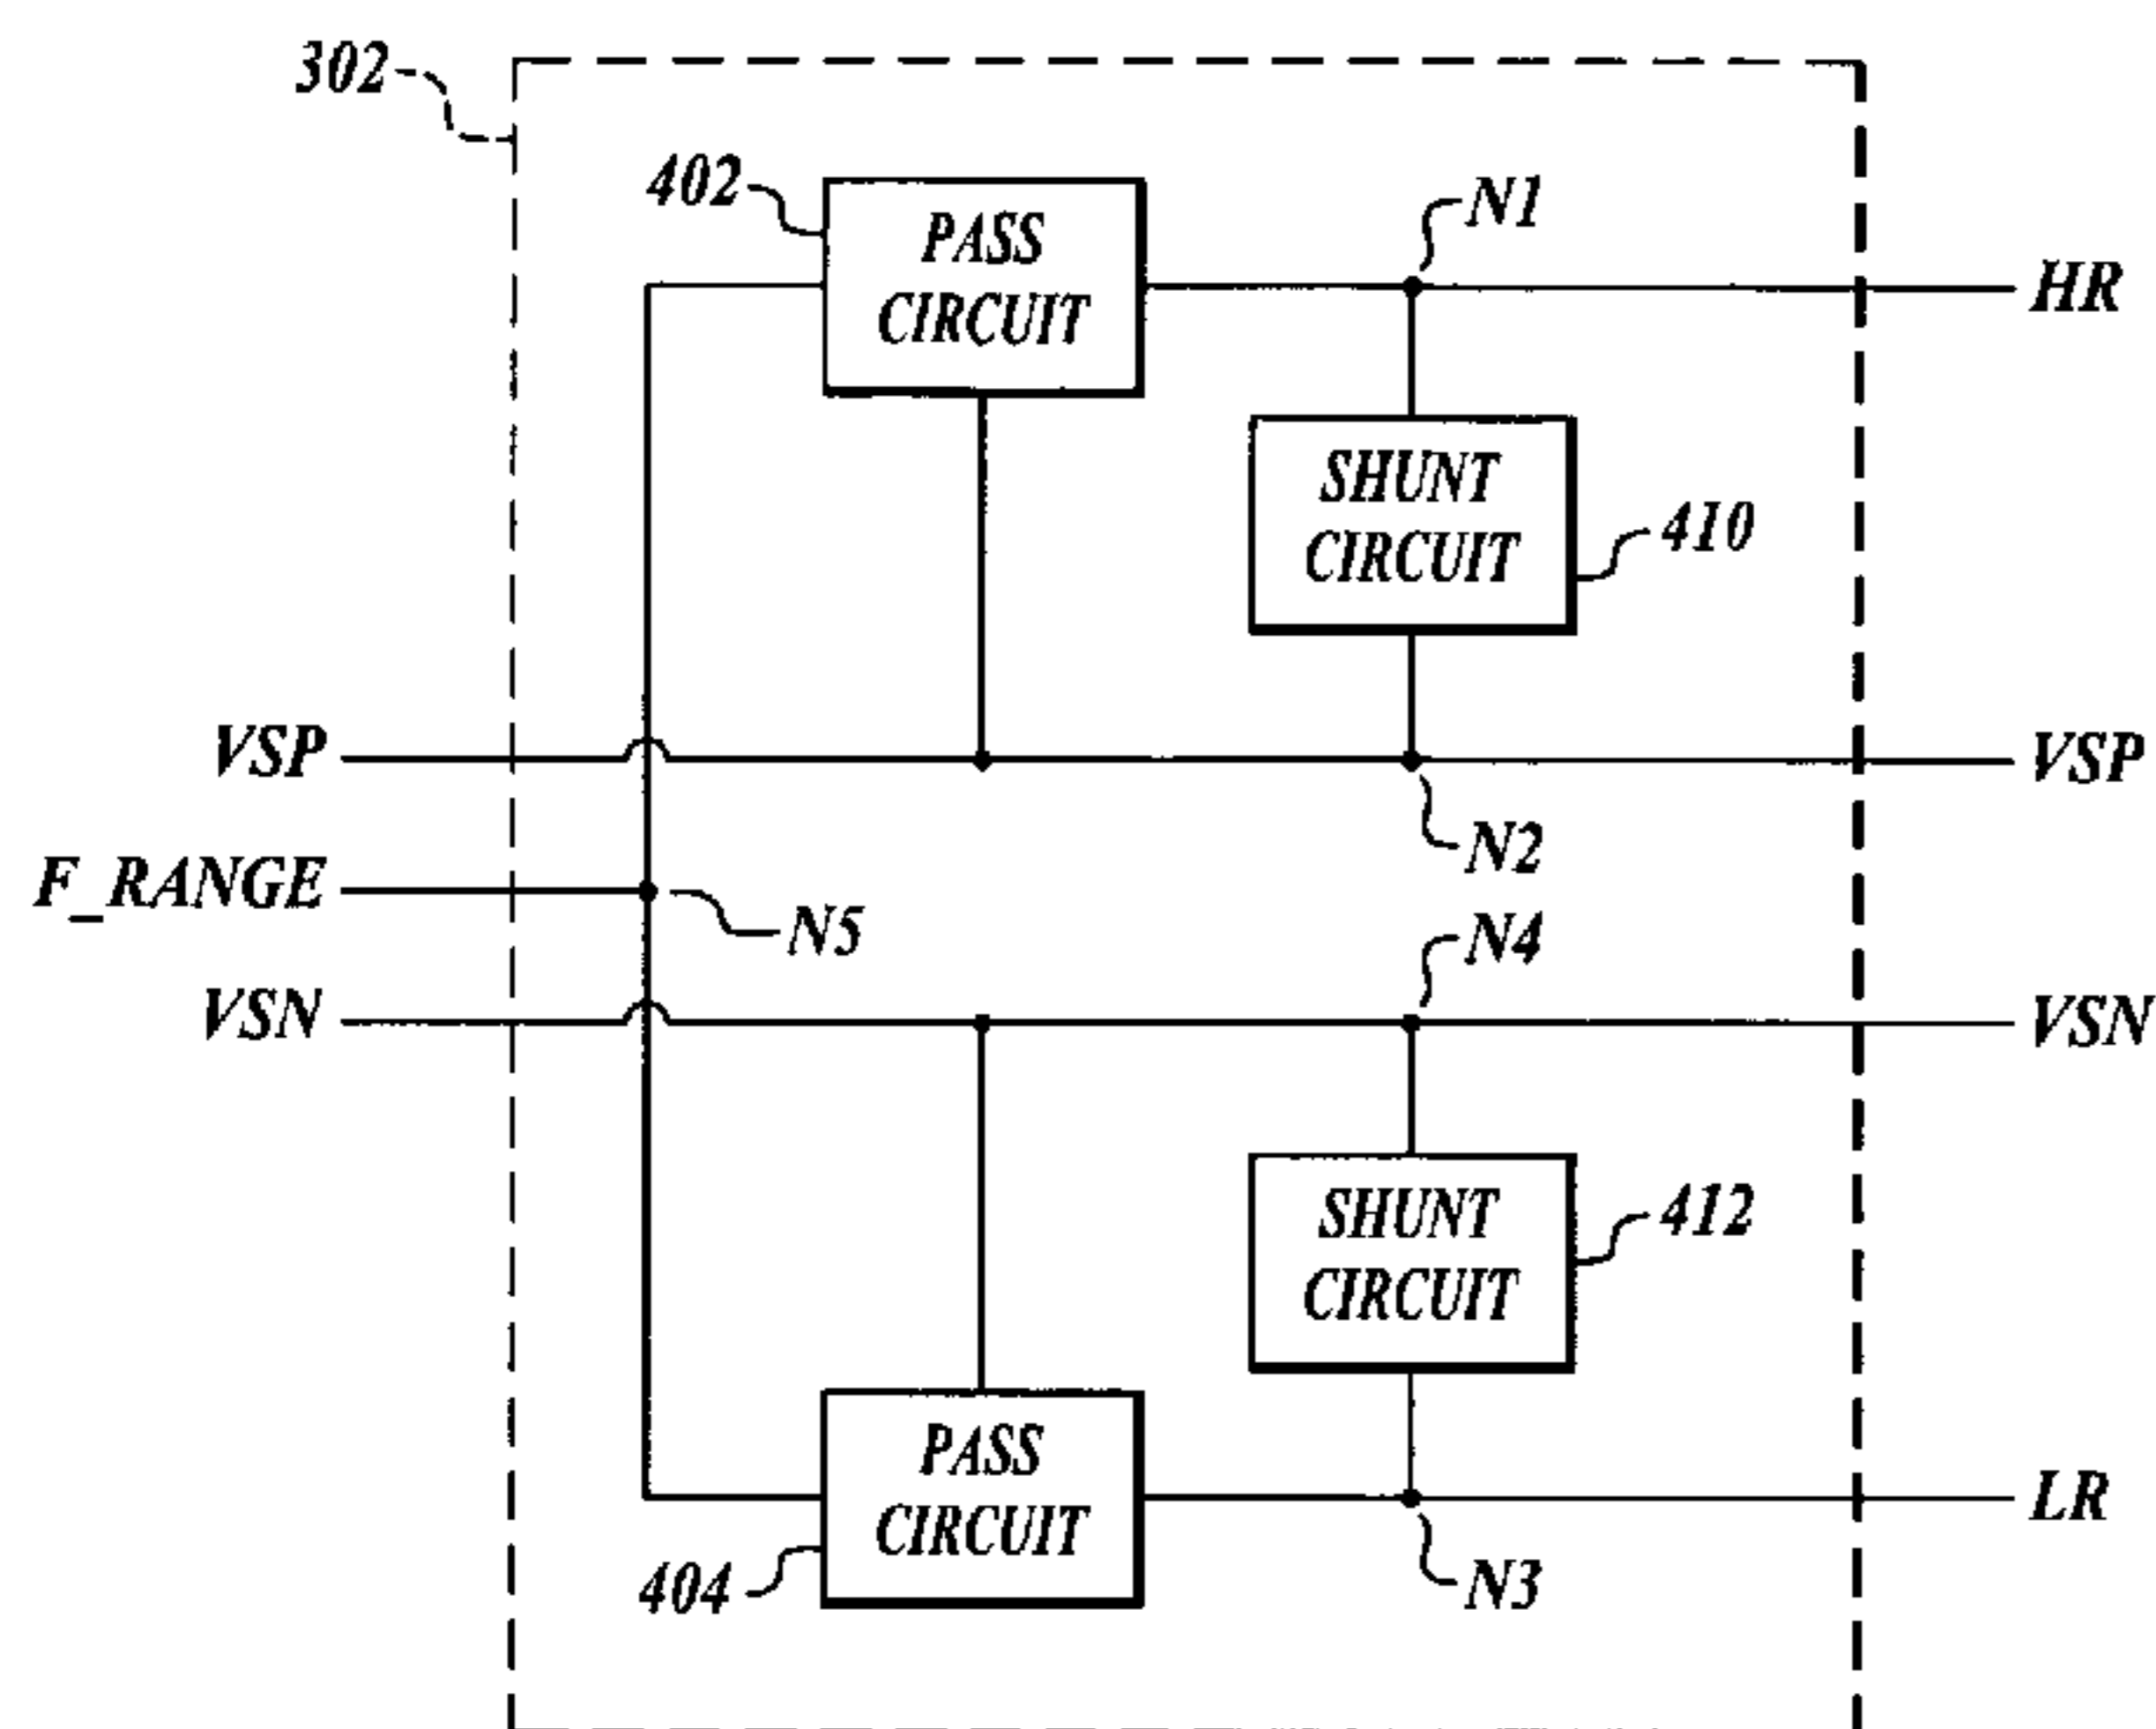 302
402
PASS
CIRCUIT
N1
HR
SHUNT
CIRCUIT
410
VSP
VSP
N2
F_RANGE
N5
N4
VSN
VSN
SHUNT
CIRCUIT
412
PASS
CIRCUIT
LR
404
N3